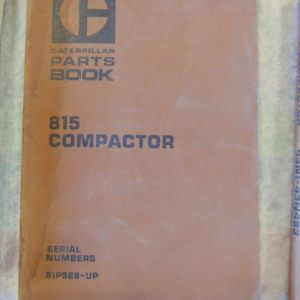 CATERPILLAR
PARTS
BOOK
815
COMPACTOR
SERIAL
NUMBERS
91P528-UP